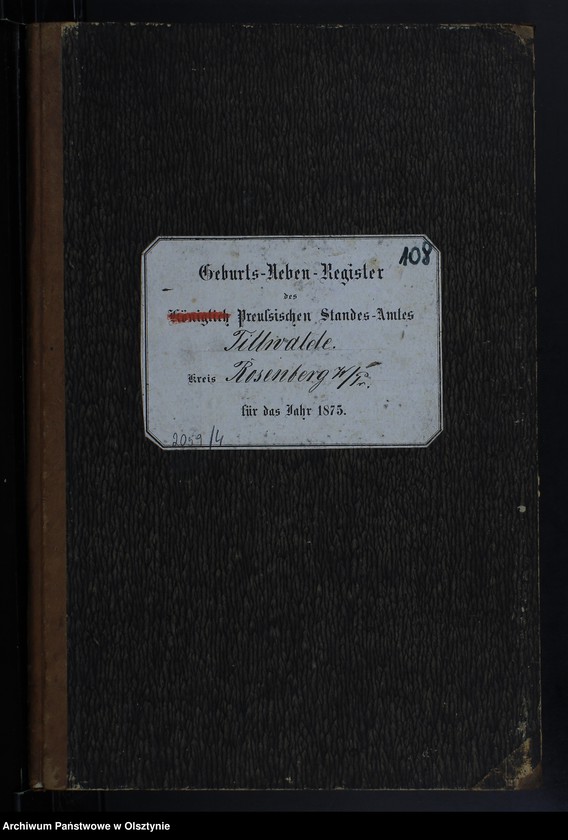 108
Geburts-Neben-Register
des
Königlich Preußischen Standes-Amtes
Tillwalde.
Kreis Rosenberg W/Pr.
für das Jahr 1875.
2059/4
Archiwum Państwowe w Olsztynie